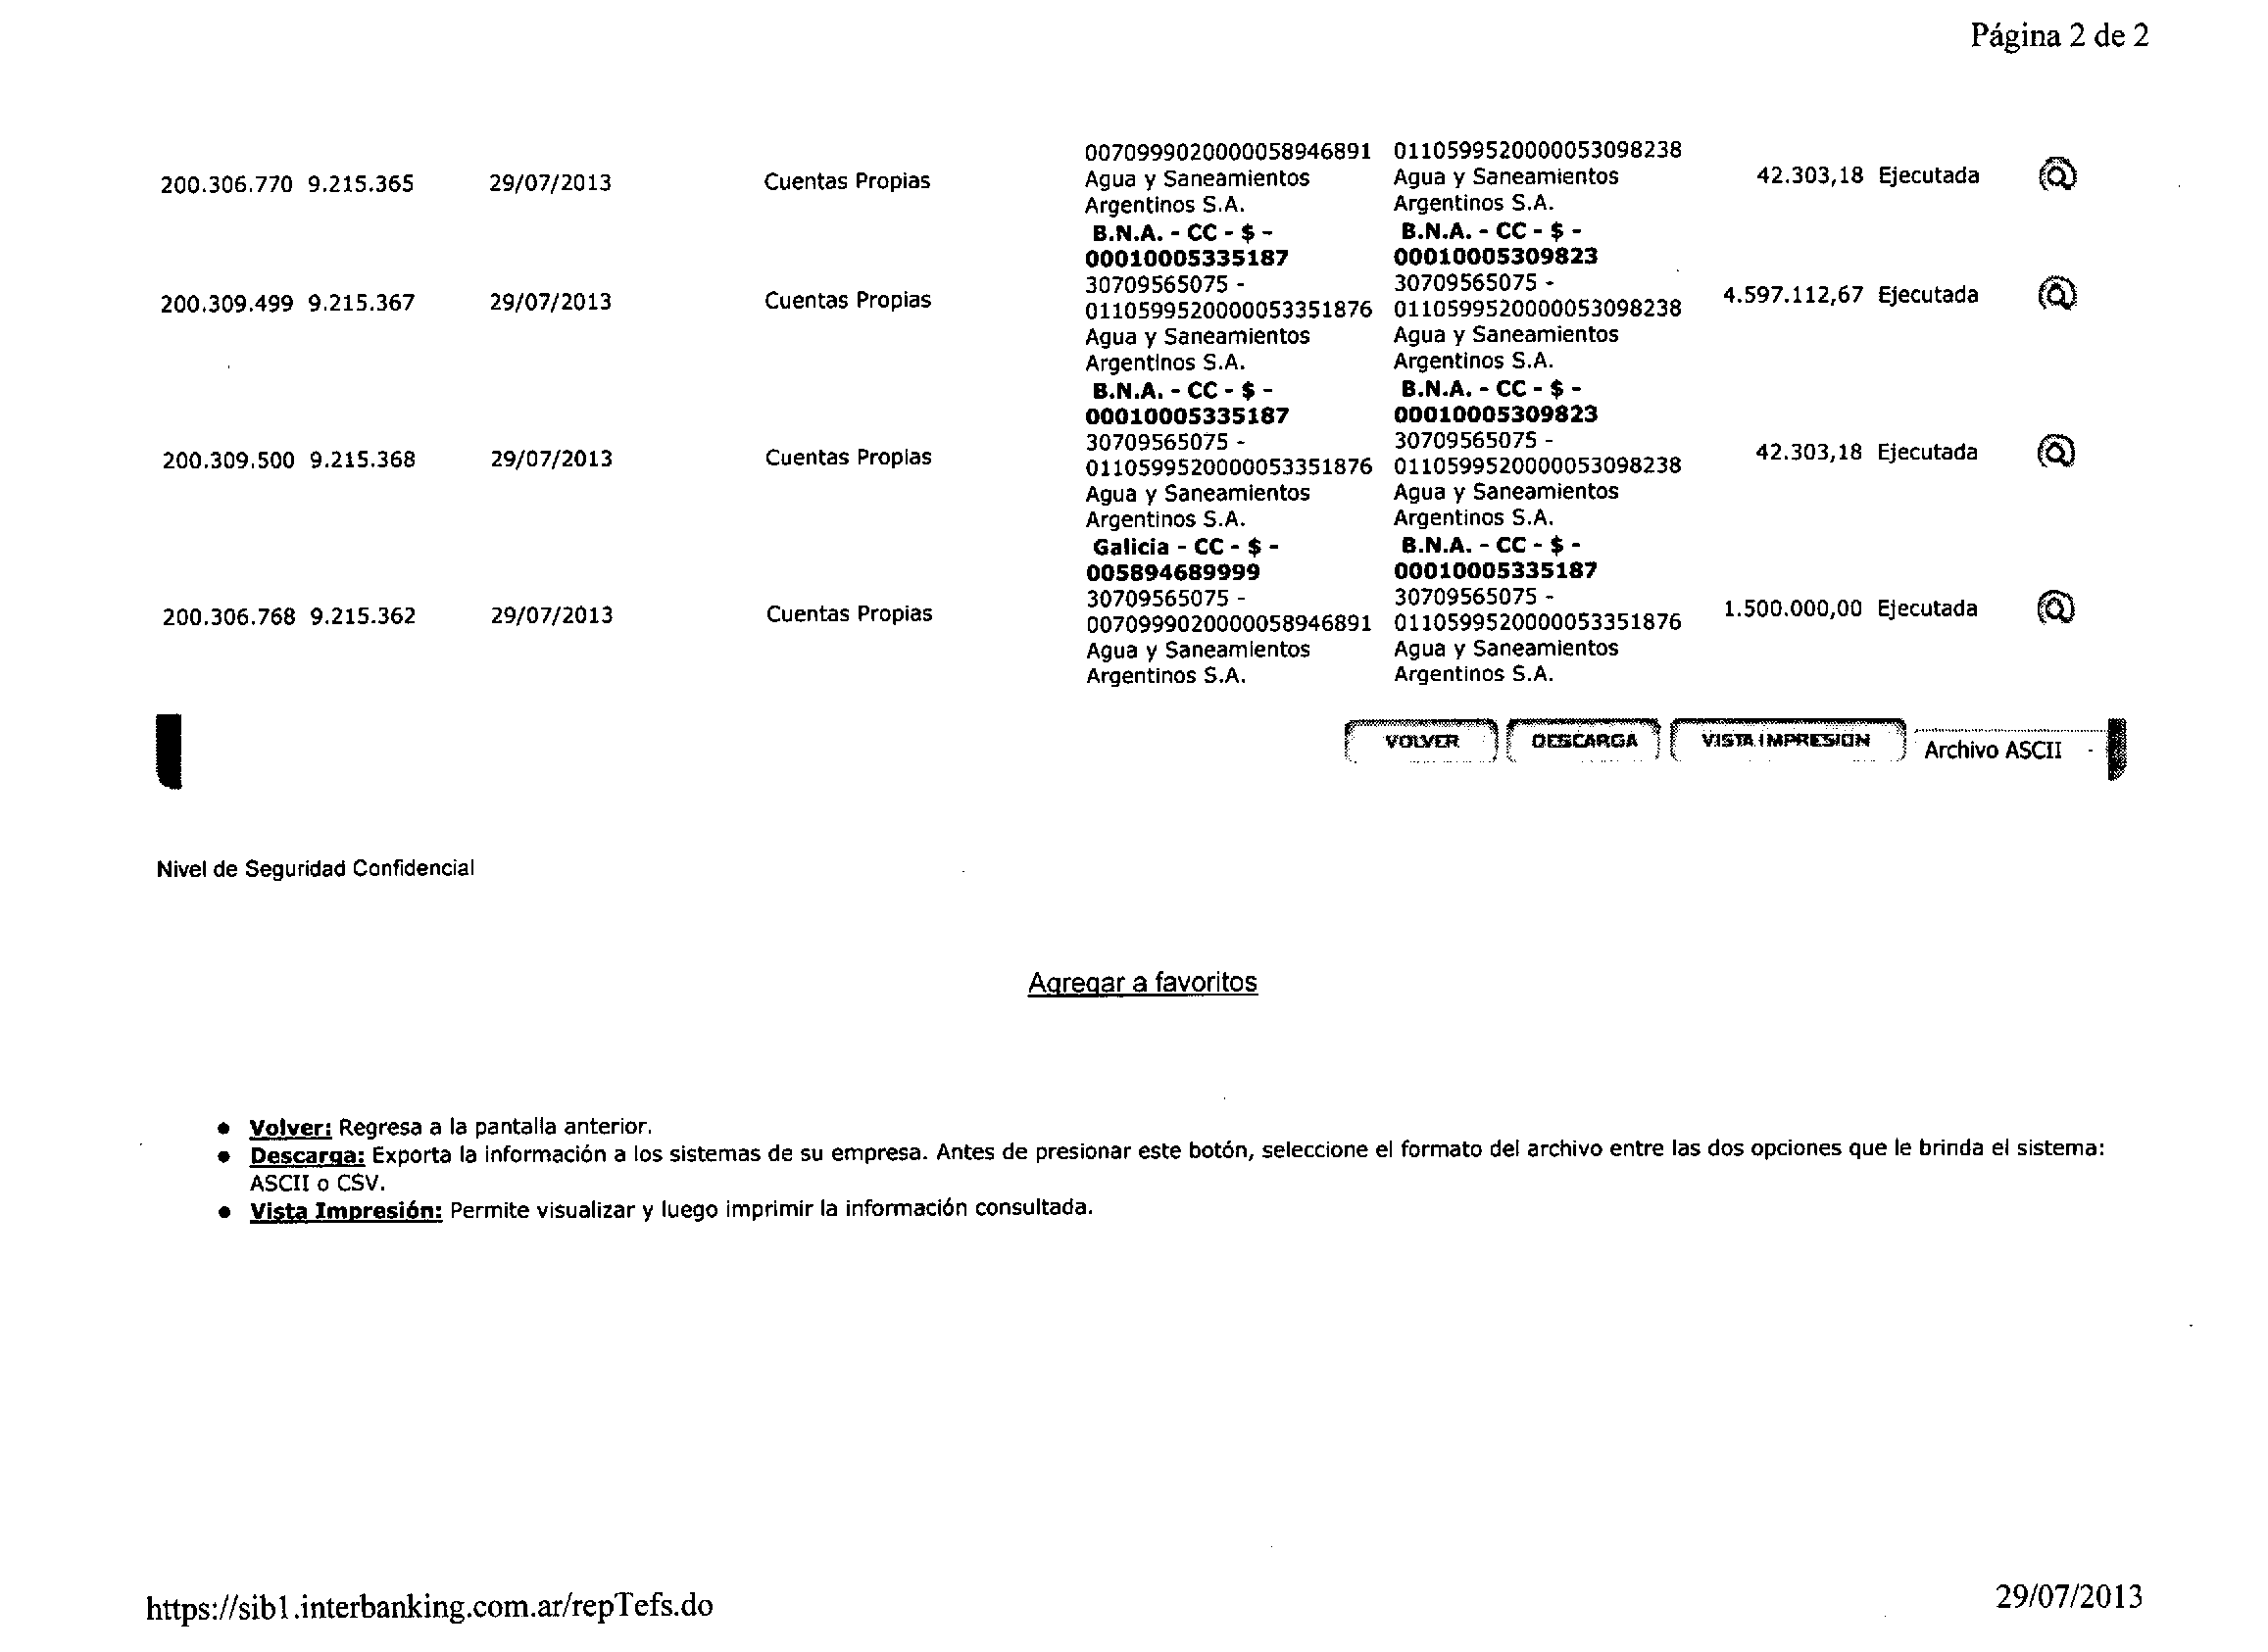 Página 2 de 2
0070999020000058946891 0110599520000053098238
200.306.770 9.215.365 29/07/2013 Cuentas Propias Agua y Saneamientos Agua y Saneamientos 42.303,18 Ejecutada
Argentinos S.A. Argentinos S.A.
B.N.A. - CC - $ - B.N.A. - CC - $ -
00010005335187 00010005309823
30709565075 - 30709565075 -
200.309.499 9.215.367 29/07/2013 Cuentas Propias 0110599520000053351876 0110599520000053098238 4.597.112,67 Ejecutada
Agua y Saneamientos Agua y Saneamientos
Argentinos S.A. Argentinos S.A.
B.N.A. - CC - $ - B.N.A. - CC - $ -
00010005335187 00010005309823
30709565075 - 30709565075 -
200.309.500 9.215.368 29/07/2013 Cuentas Propias 0110599520000053351876 0110599520000053098238 42.303,18 Ejecutada
Agua y Saneamientos Agua y Saneamientos
Argentinos S.A. Argentinos S.A.
Galicia - CC - $ - B.N.A. - CC - $ -
005894689999 00010005335187
30709565075 - 30709565075 -
200.306.768 9.215.362 29/07/2013 Cuentas Propias 0070999020000058946891 0110599520000053351876 1.500.000,00 Ejecutada
Agua y Saneamientos Agua y Saneamientos
Argentinos S.A. Argentinos S.A.
VOLVER DESCARGA VISTA IMPRESION Archivo ASCII
Nivel de Seguridad Confidencial
Agregar a favoritos
● Volver: Regresa a la pantalla anterior.
● Descarga: Exporta la información a los sistemas de su empresa. Antes de presionar este botón, seleccione el formato del archivo entre las dos opciones que le brinda el sistema:
ASCII o CSV.
● Vista Impresión: Permite visualizar y luego imprimir la información consultada.
https://sib1.interbanking.com.ar/repTefs.do 29/07/2013